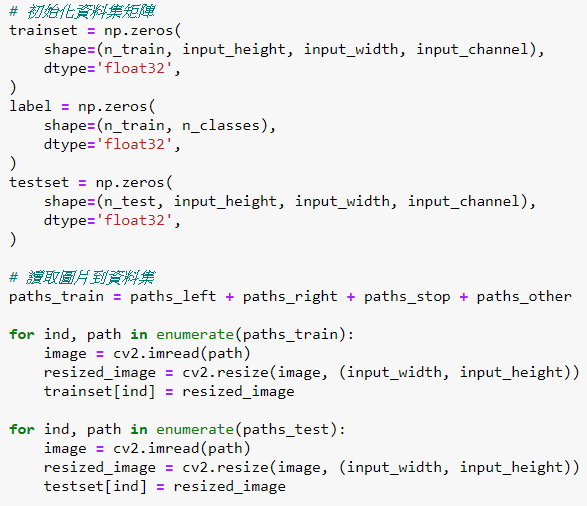 # 初始化資料集矩陣
trainset = np.zeros(
    shape=(n_train, input_height, input_width, input_channel),
    dtype='float32',
)
label = np.zeros(
    shape=(n_train, n_classes),
    dtype='float32',
)
testset = np.zeros(
    shape=(n_test, input_height, input_width, input_channel),
    dtype='float32',
)

# 讀取圖片到資料集
paths_train = paths_left + paths_right + paths_stop + paths_other

for ind, path in enumerate(paths_train):
    image = cv2.imread(path)
    resized_image = cv2.resize(image, (input_width, input_height))
    trainset[ind] = resized_image

for ind, path in enumerate(paths_test):
    image = cv2.imread(path)
    resized_image = cv2.resize(image, (input_width, input_height))
    testset[ind] = resized_image